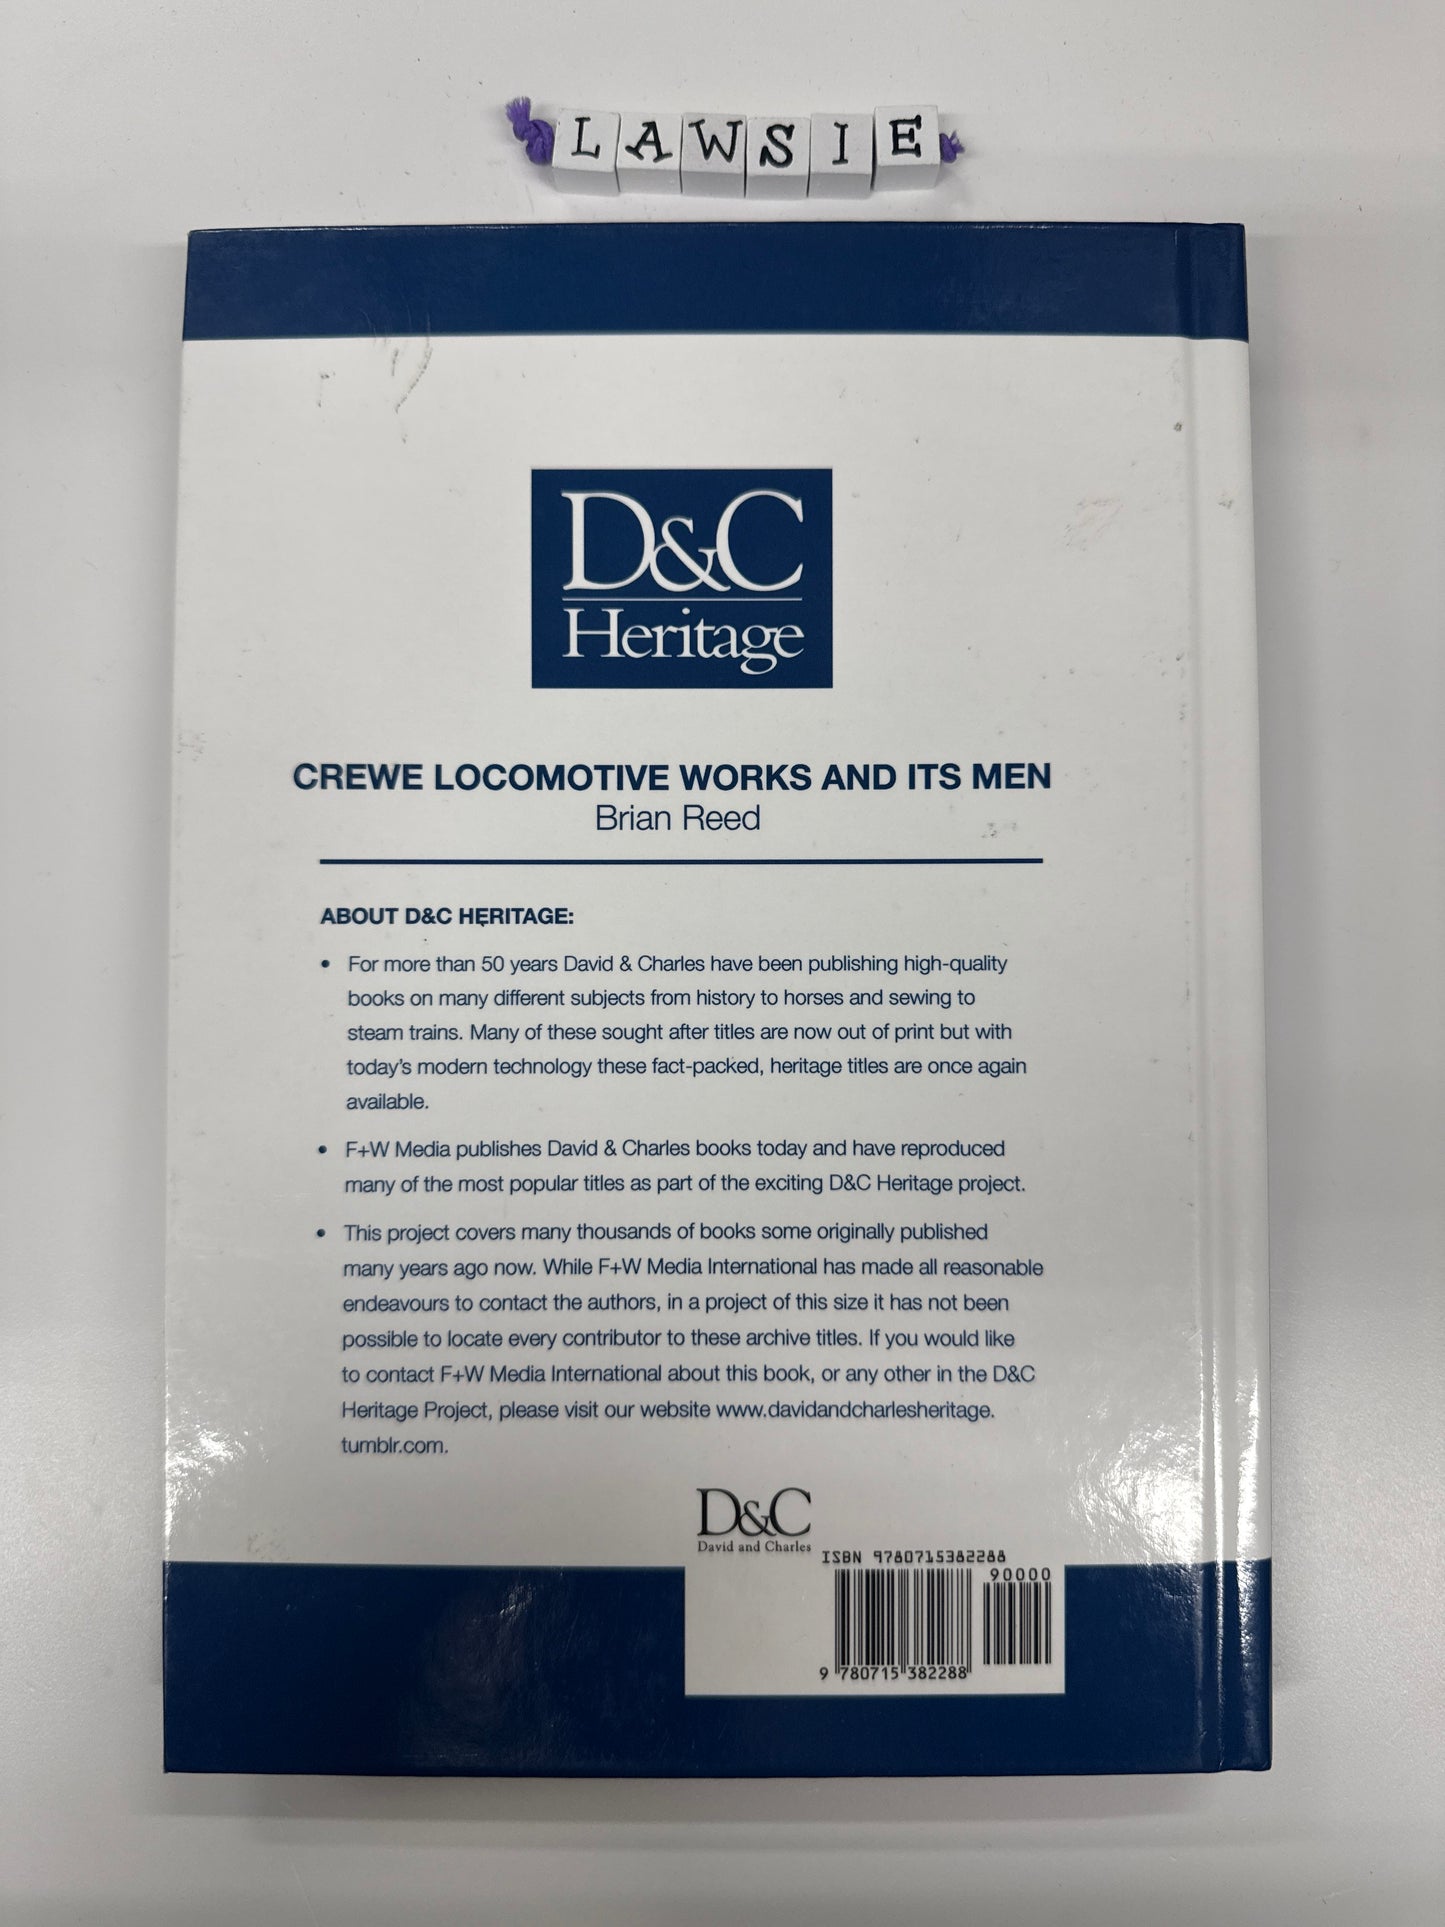 LAWSIE
D&C
Heritage
CREWE LOCOMOTIVE WORKS AND ITS MEN
Brian Reed
ABOUT D&C HERITAGE:
• For more than 50 years David & Charles have been publishing high-quality
books on many different subjects from history to horses and sewing to
steam trains. Many of these sought after titles are now out of print but with
today's modern technology these fact-packed, heritage titles are once again
available.
• F+W Media publishes David & Charles books today and have reproduced
many of the most popular titles as part of the exciting D&C Heritage project.
• This project covers many thousands of books some originally published
many years ago now. While F+W Media International has made all reasonable
endeavours to contact the authors, in a project of this size it has not been
possible to locate every contributor to these archive titles. If you would like
to contact F+W Media International about this book, or any other in the D&C
Heritage Project, please visit our website www.davidandcharlesheritage.
tumblr.com.
D&C
David and Charles
ISBN 9780715382288
90000
9 780715 382288